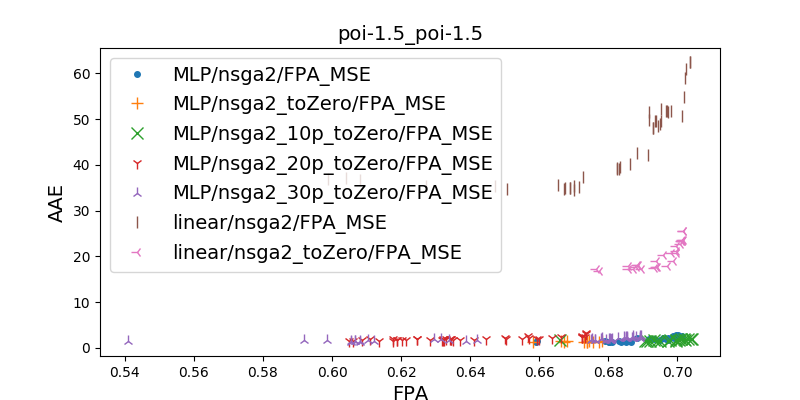 poi-1.5_poi-1.5
MLP/nsga2/FPA_MSE
MLP/nsga2_toZero/FPA_MSE
MLP/nsga2_10p_toZero/FPA_MSE
MLP/nsga2_20p_toZero/FPA_MSE
MLP/nsga2_30p_toZero/FPA_MSE
linear/nsga2/FPA_MSE
linear/nsga2_toZero/FPA_MSE
AAE
60
50
40
30
20
10
0
0.54 0.56 0.58 0.60 0.62 0.64 0.66 0.68 0.70
FPA